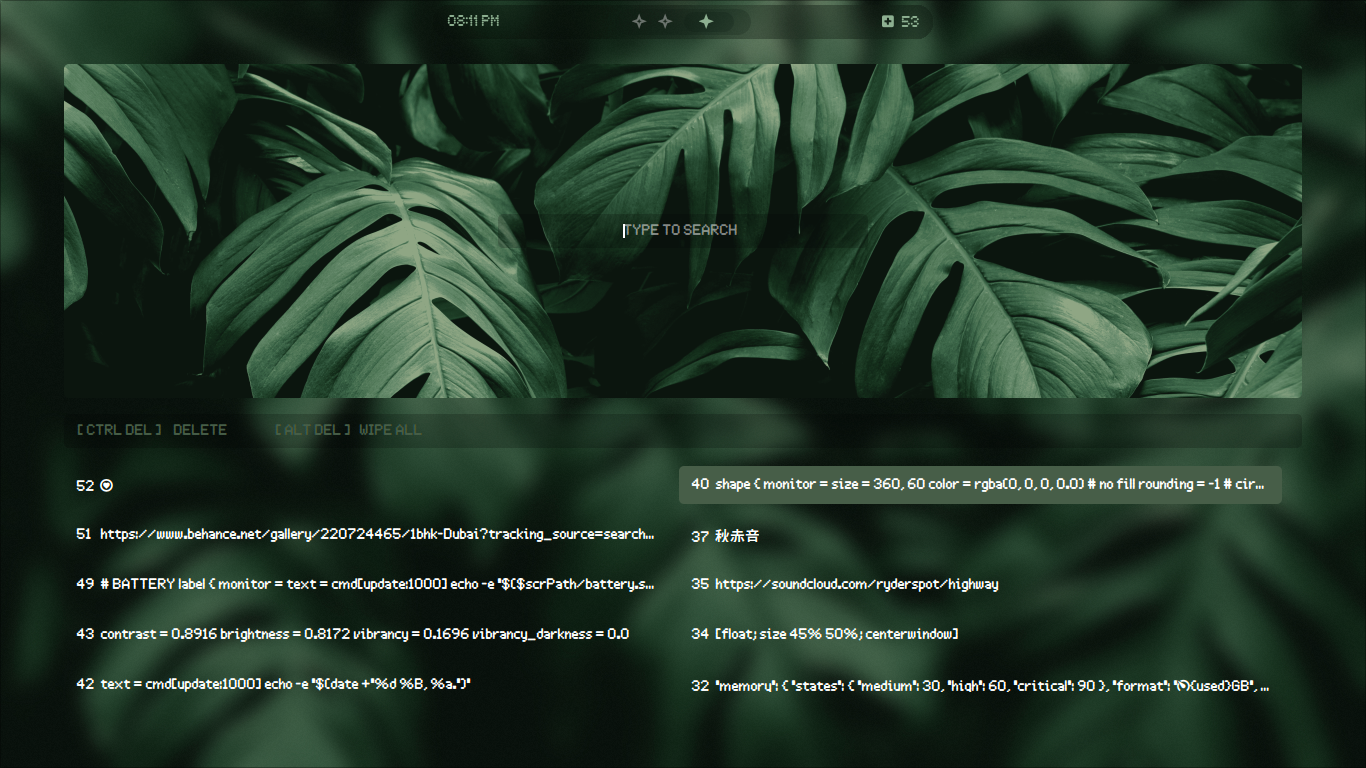 08:11 PM
53
TYPE TO SEARCH
[ CTRL DEL ] DELETE [ ALT DEL ] WIPE ALL
52
51 https://www.behance.net/gallery/220724465/1bhk-Dubai?tracking_source=search...
49 # BATTERY label { monitor = text = cmd[update:1000] echo -e "$($scrPath/battery.s...
43 contrast = 0.8916 brightness = 0.8172 vibrancy = 0.1696 vibrancy_darkness = 0.0
42 text = cmd[update:1000] echo -e "$(date +"%d %B, %a.")"
40 shape { monitor = size = 360, 60 color = rgba(0, 0, 0, 0.0) # no fill rounding = -1 # cir...
37 秋赤音
35 https://soundcloud.com/ryderspot/highway
34 [float; size 45% 50%; centerwindow]
32 "memory": { "states": { "medium": 30, "high": 60, "critical": 90 }, "format": "{used}GB", ...